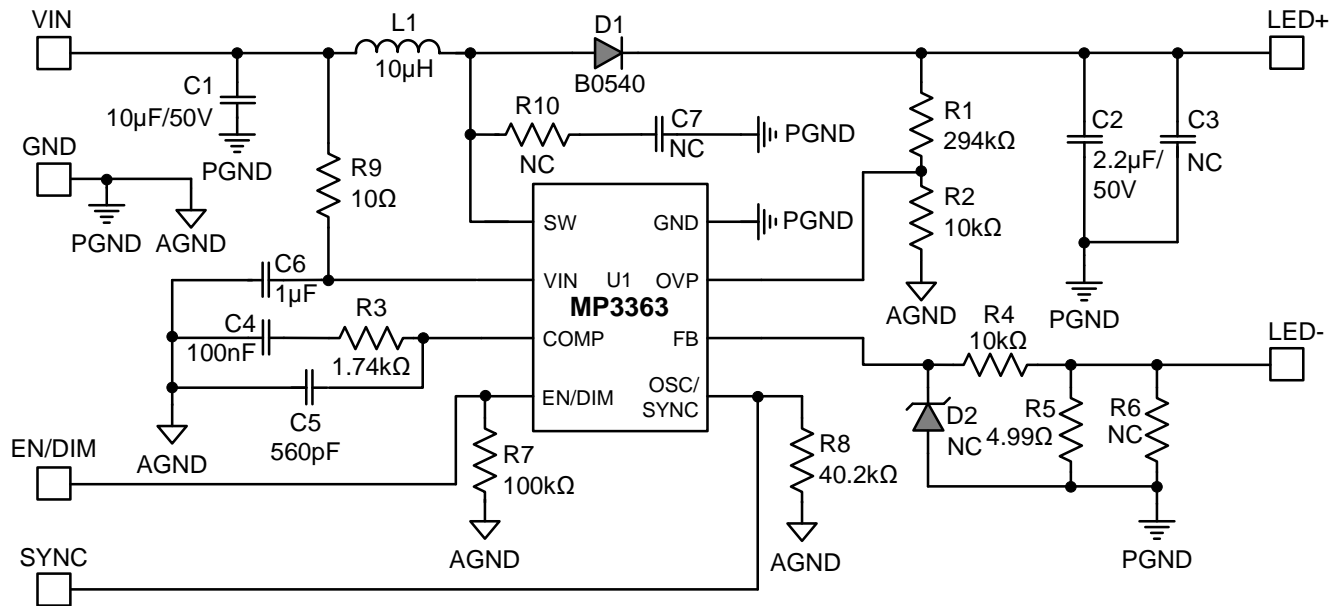 VIN
L1
10µH
D1
B0540
LED+
C1
10µF/50V
PGND
R10
NC
C7
NC
PGND
R1
294kΩ
C2
2.2µF/
50V
C3
NC
GND
PGND
AGND
R9
10Ω
R2
10kΩ
AGND
PGND
SW
GND
PGND
VIN
U1
OVP
MP3363
COMP
FB
EN/DIM
OSC/
SYNC
C6
1µF
C4
100nF
R3
1.74kΩ
C5
560pF
AGND
R4
10kΩ
LED-
D2
NC
R5
4.99Ω
R6
NC
PGND
EN/DIM
R7
100kΩ
AGND
R8
40.2kΩ
AGND
SYNC